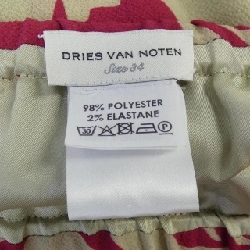 DRIES VAN NOTEN
Size 34
98% POLYESTER
2% ELASTANE